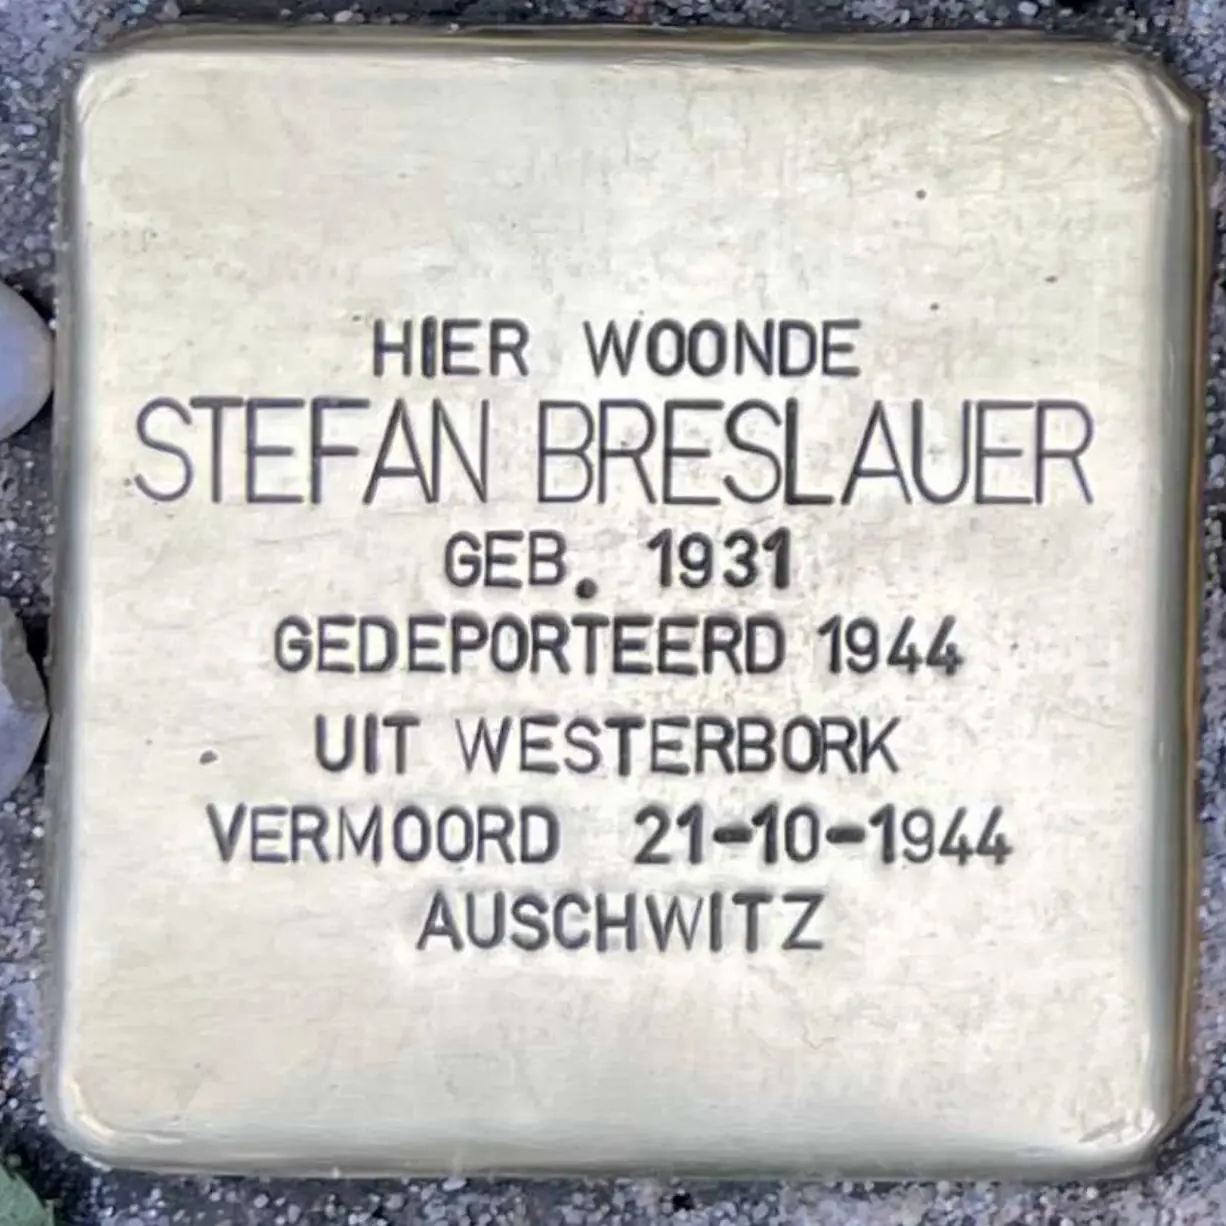 HIER WOONDE
STEFAN BRESLAUER
GEB. 1931
GEDEPORTEERD 1944
UIT WESTERBORK
VERMOORD 21-10-1944
AUSCHWITZ